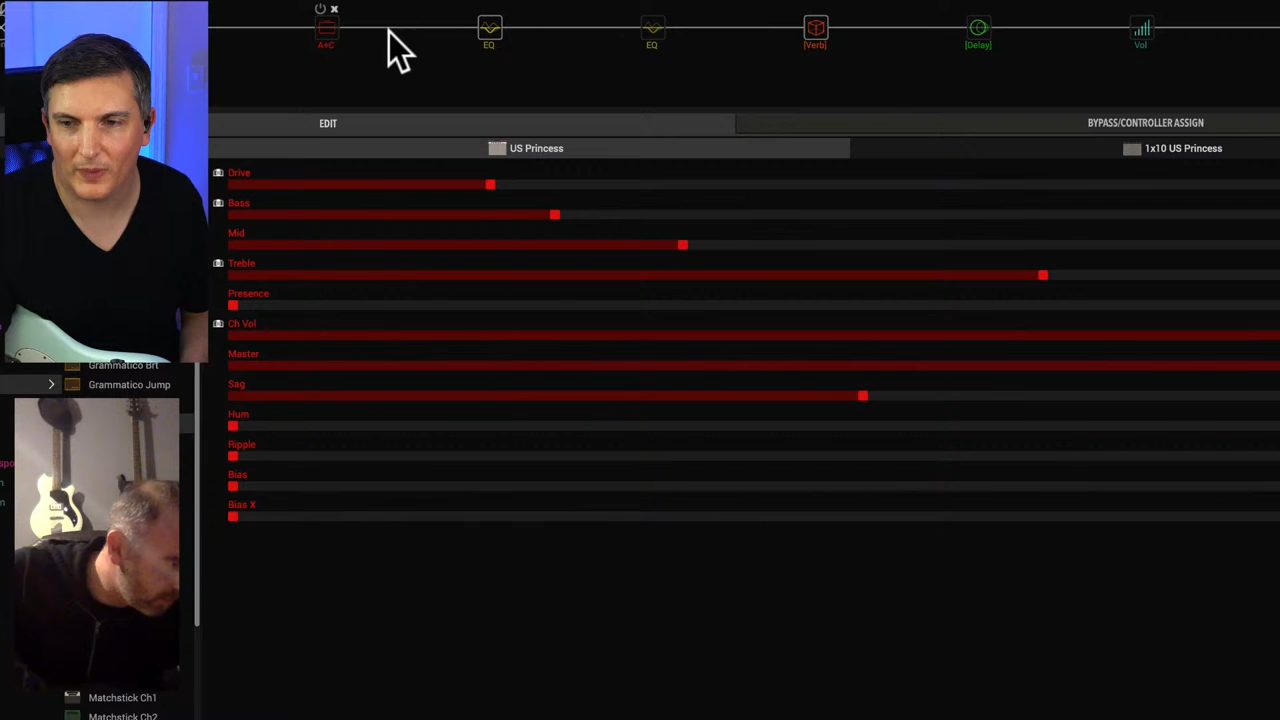 A+C
EQ
EQ
[Verb]
[Delay]
Vol
EDIT
BYPASS/CONTROLLER ASSIGN
US Princess
1x10 US Princess
Drive
Bass
Mid
Treble
Presence
Ch Vol
Master
Sag
Hum
Ripple
Bias
Bias X
Grammatico Brt
Grammatico Jump
Matchstick Ch1
Matchstick Ch2